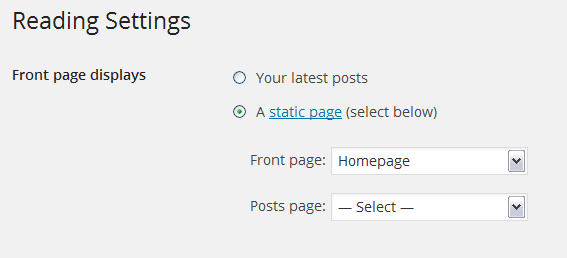 Reading Settings
Front page displays
Your latest posts
A static page (select below)
Front page: Homepage
Posts page: — Select —